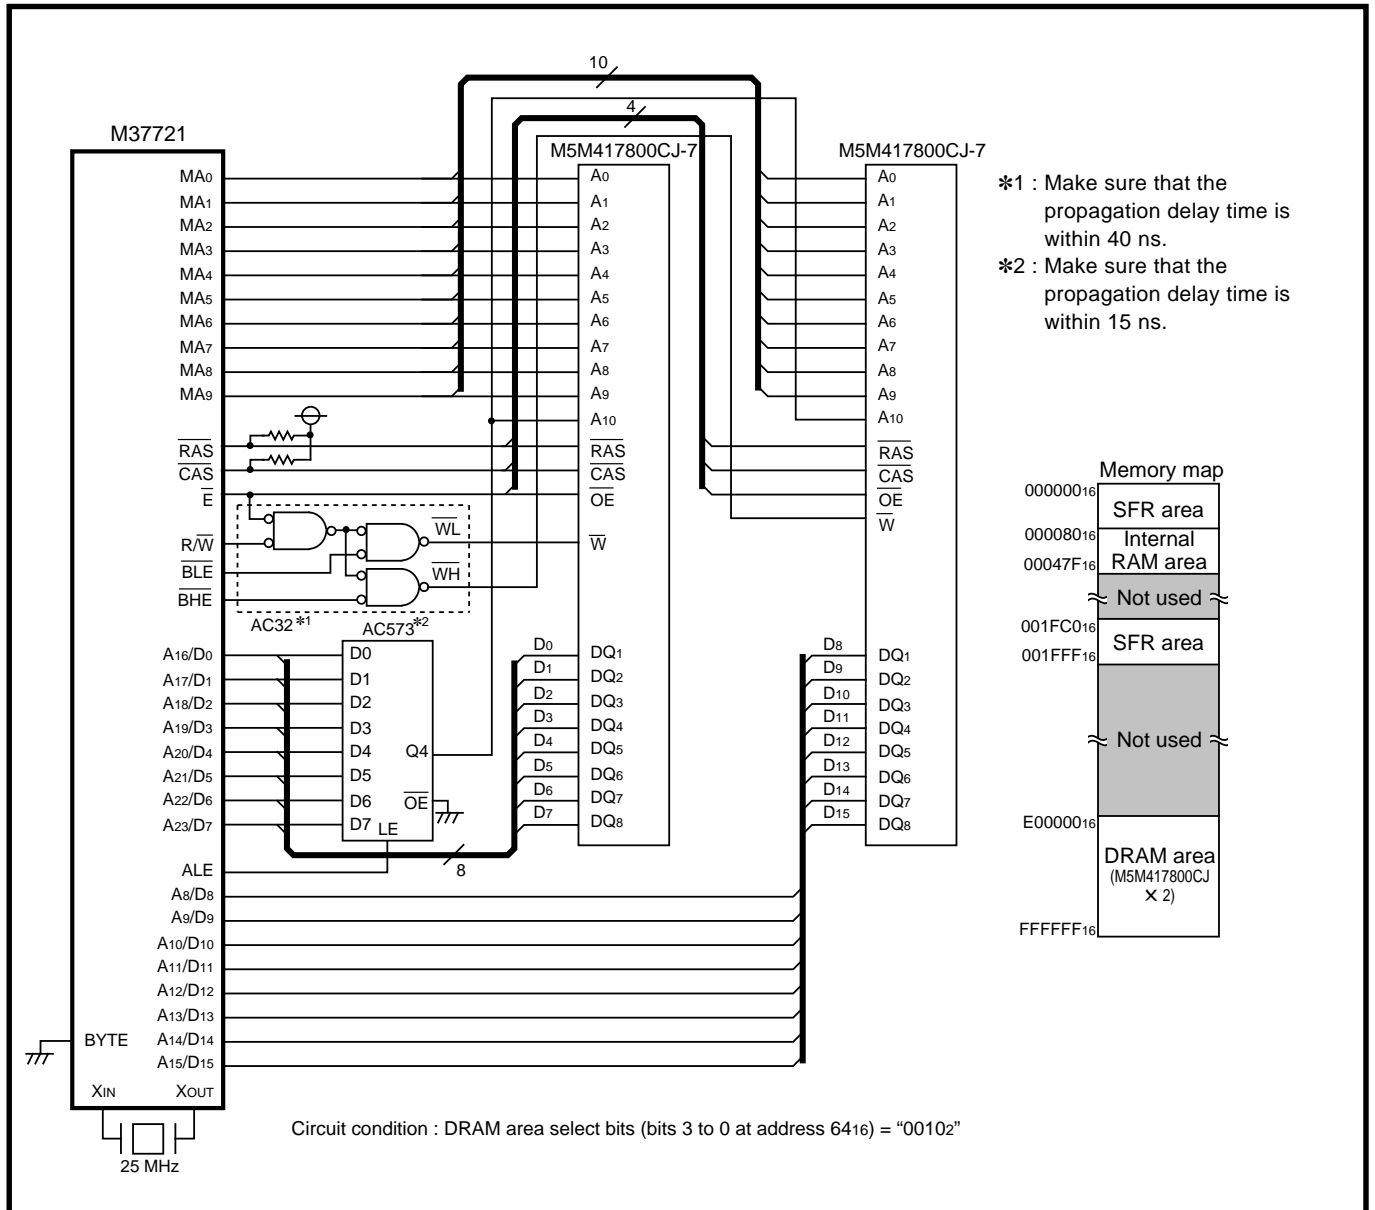 10
4
M37721
M5M417800CJ-7
M5M417800CJ-7
MA0
MA1
MA2
MA3
MA4
MA5
MA6
MA7
MA8
MA9
RAS
CAS
E
R/W
BLE
BHE
A16/D0
A17/D1
A18/D2
A19/D3
A20/D4
A21/D5
A22/D6
A23/D7
ALE
A8/D8
A9/D9
A10/D10
A11/D11
A12/D12
A13/D13
A14/D14
A15/D15
BYTE
XIN
XOUT
25 MHz
WL
WH
AC32✻1
AC573✻2
D0
D1
D2
D3
D4
D5
D6
D7
Q4
OE
LE
8
A0
A1
A2
A3
A4
A5
A6
A7
A8
A9
A10
RAS
CAS
OE
W
D0
D1
D2
D3
D4
D5
D6
D7
DQ1
DQ2
DQ3
DQ4
DQ5
DQ6
DQ7
DQ8
A0
A1
A2
A3
A4
A5
A6
A7
A8
A9
A10
RAS
CAS
OE
W
D8
D9
D10
D11
D12
D13
D14
D15
DQ1
DQ2
DQ3
DQ4
DQ5
DQ6
DQ7
DQ8
✻1 : Make sure that the
propagation delay time is
within 40 ns.
✻2 : Make sure that the
propagation delay time is
within 15 ns.
Memory map
00000016
SFR area
00008016
Internal
RAM area
00047F16
Not used
001FC016
SFR area
001FFF16
Not used
E0000016
DRAM area
(M5M417800CJ
✕ 2)
FFFFFF16
Circuit condition : DRAM area select bits (bits 3 to 0 at address 6416) = “00102”